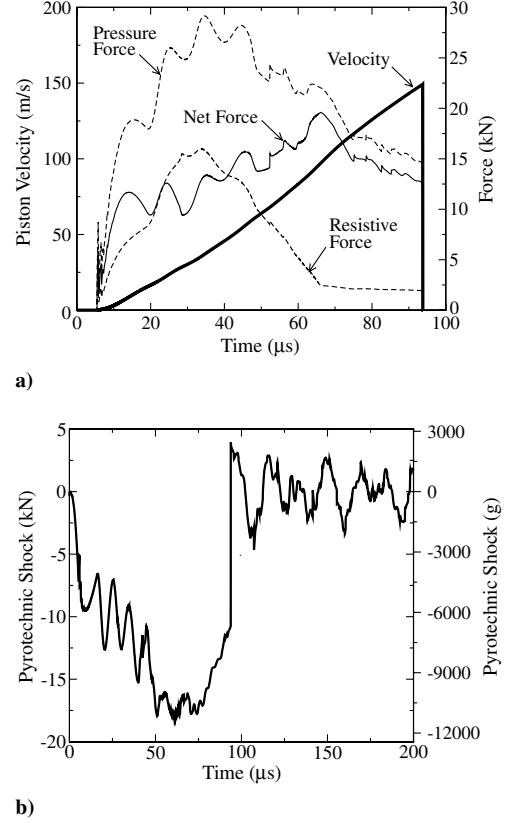 200
150
100
50
0
Piston Velocity (m/s)
Pressure
Force
Net Force
Velocity
Resistive
Force
30
25
20
15
10
5
0
Force (kN)
0
20
40
60
80
100
Time (μs)
a)
5
0
-5
-10
-15
-20
Pyrotechnic Shock (kN)
3000
0
-3000
-6000
-9000
-12000
Pyrotechnic Shock (g)
0
50
100
150
200
Time (μs)
b)